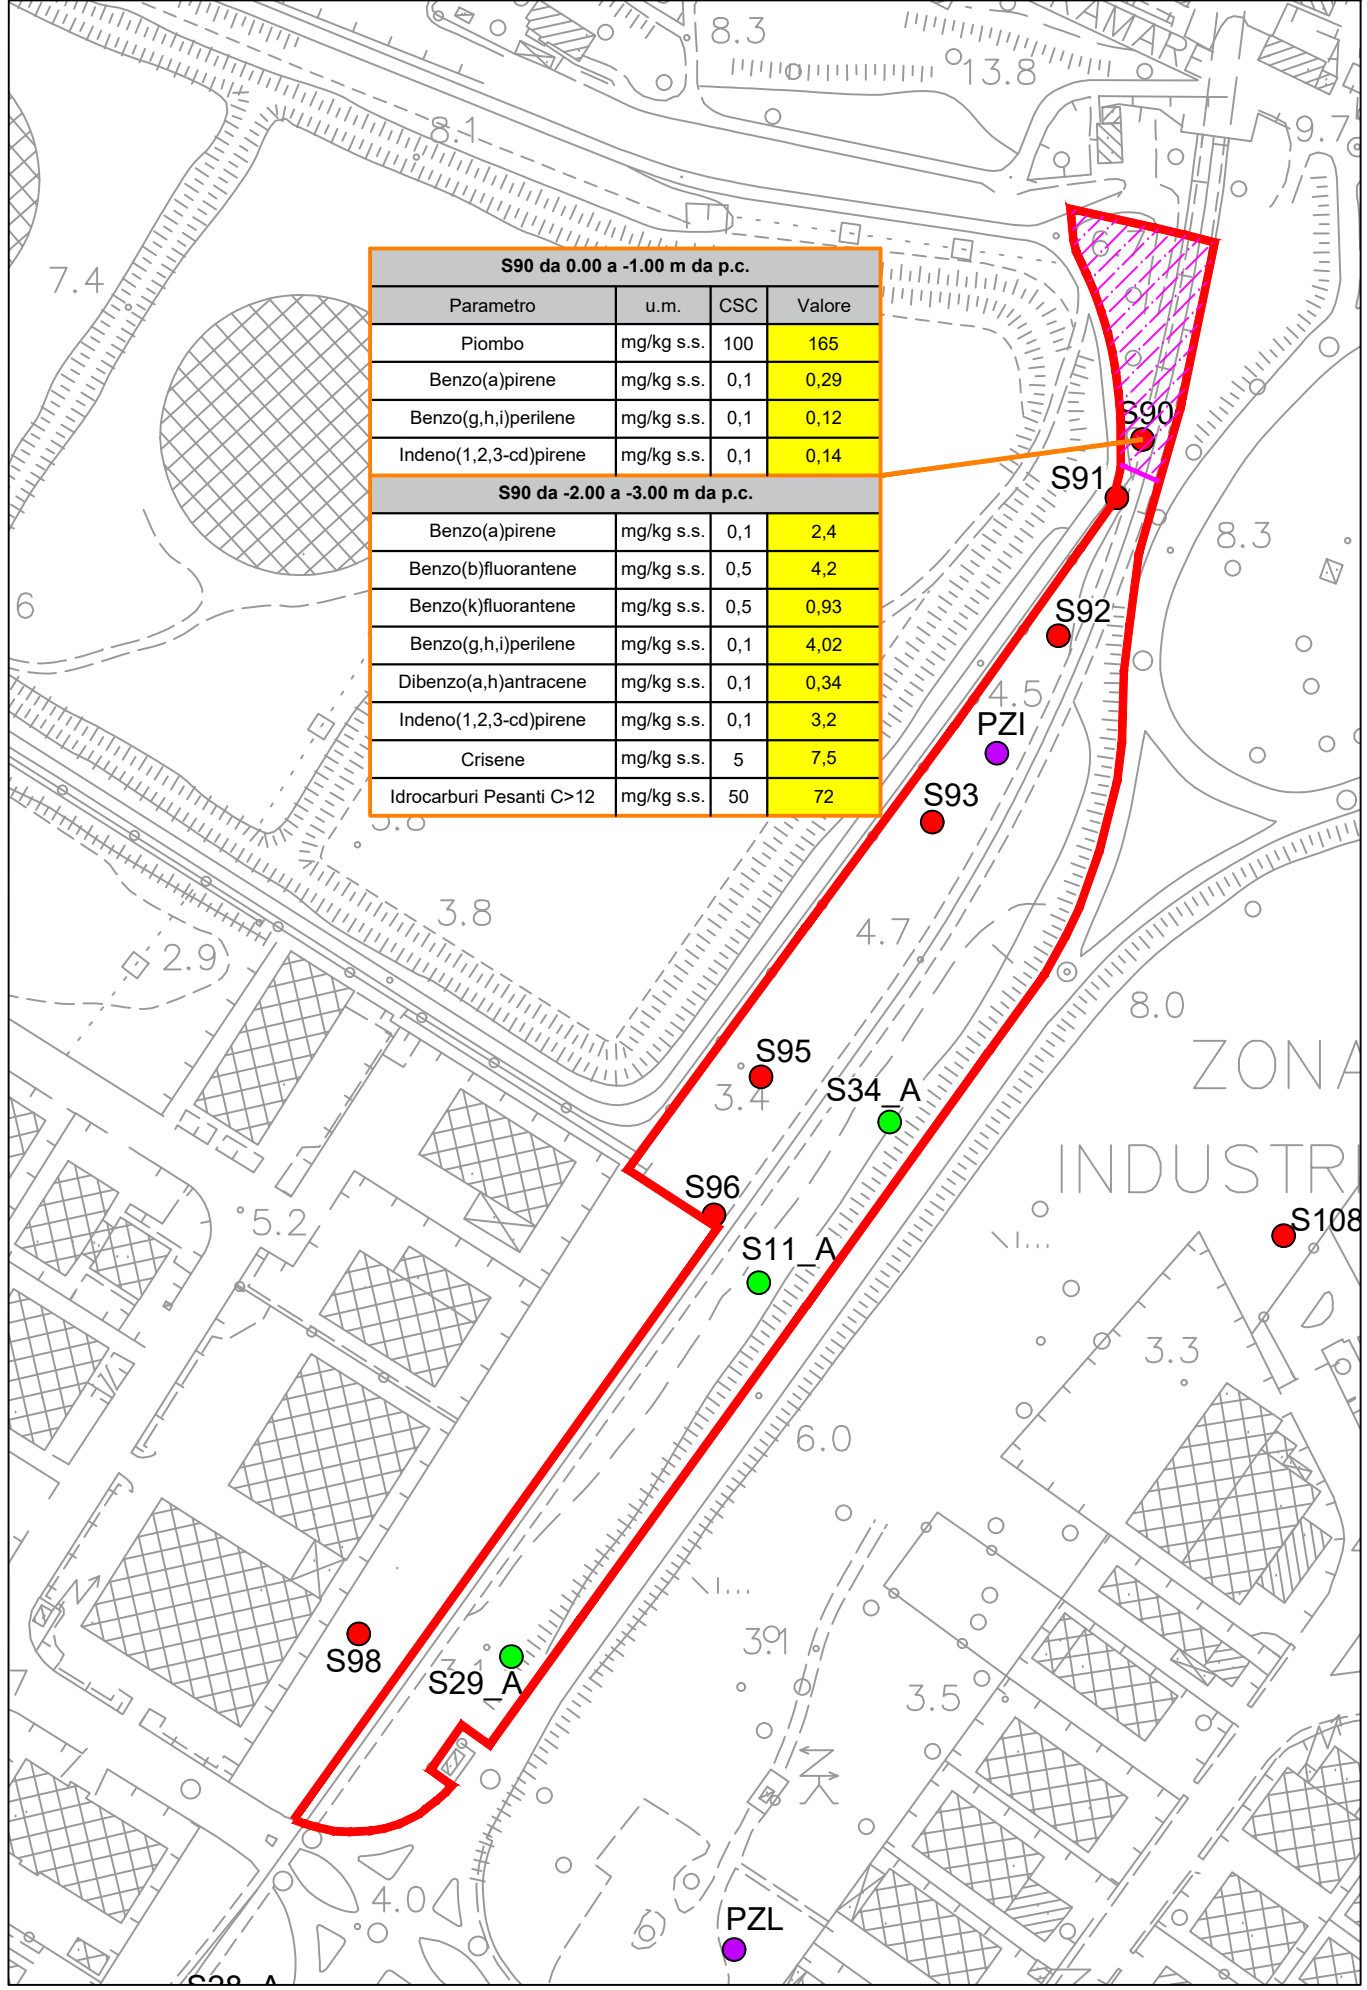 8.3
13.8
8.1
9.7
7.4
6
S90 da 0.00 a -1.00 m da p.c.
Parametro u.m. CSC Valore
Piombo mg/kg s.s. 100 165
Benzo(a)pirene mg/kg s.s. 0,1 0,29
Benzo(g,h,i)perilene mg/kg s.s. 0,1 0,12
Indeno(1,2,3-cd)pirene mg/kg s.s. 0,1 0,14
S90 da -2.00 a -3.00 m da p.c.
Benzo(a)pirene mg/kg s.s. 0,1 2,4
Benzo(b)fluorantene mg/kg s.s. 0,5 4,2
Benzo(k)fluorantene mg/kg s.s. 0,5 0,93
Benzo(g,h,i)perilene mg/kg s.s. 0,1 4,02
Dibenzo(a,h)antracene mg/kg s.s. 0,1 0,34
Indeno(1,2,3-cd)pirene mg/kg s.s. 0,1 3,2
Crisene mg/kg s.s. 5 7,5
Idrocarburi Pesanti C>12 mg/kg s.s. 50 72
S90
S91
8.3
6
S92
4.5
PZI
S93
3.8
4.7
2.9
8.0
ZONA
S95
3.4
S34_A
INDUSTR
S96
5.2
S108
S11_A
3.3
6.0
S98
S29_A
3.5
4.0
PZL